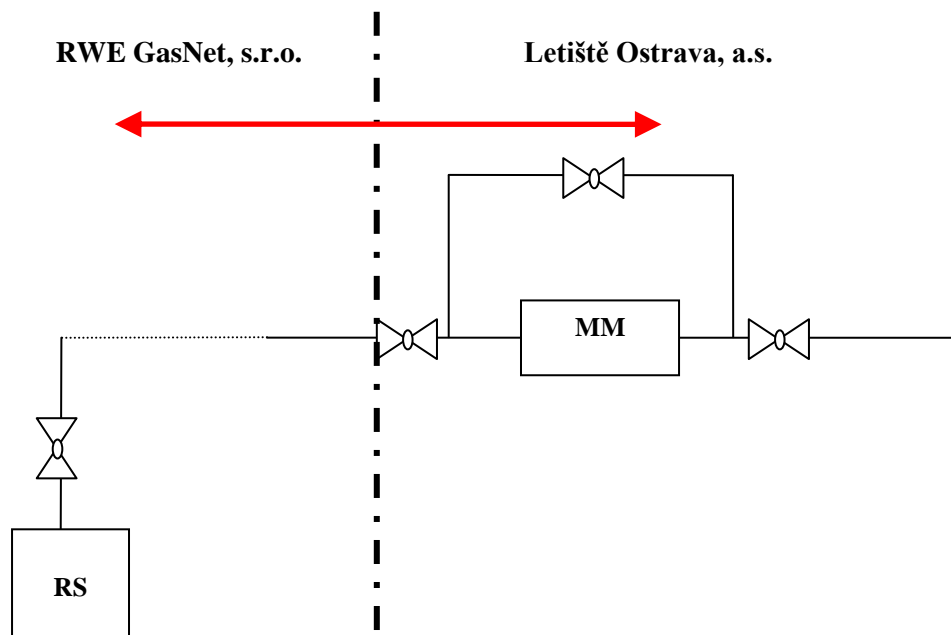 RWE GasNet, s.r.o.
Letiště Ostrava, a.s.
MM
RS